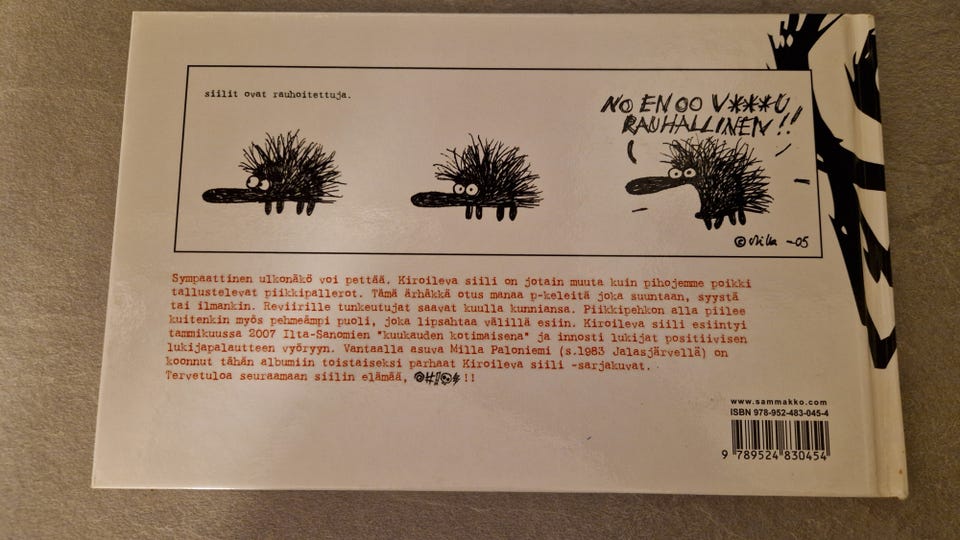 siilit ovat rauhoitettuja.
NO EN OO V***U
RAUHALLINEN!!
© Milla -05
Sympaattinen ulkonäkö voi pettää. Kiroileva siili on jotain muuta kuin pihojemme poikki
tallustelevat piikkipallerot. Tämä ärhäkkä otus manaa p-keleitä joka suuntaan, syystä
tai ilmankin. Reviirille tunkeutujat saavat kuulla kunniansa. Piikkipehkon alla piilee
kuitenkin myös pehmeämpi puoli, joka lipsahtaa välillä esiin. Kiroileva siili esiintyi
tammikuussa 2007 Ilta-Sanomien "kuukauden kotimaisena" ja innosti lukijat positiivisen
lukijapalautteen vyöryyn. Vantaalla asuva Milla Paloniemi (s.1983 Jalasjärvellä) on
koonnut tähän albumiin toistaiseksi parhaat Kiroileva siili -sarjakuvat.
Tervetuloa seuraamaan siilin elämää, @#!@$!!
www.sammakko.com
ISBN 978-952-483-045-4
9 789524 830454